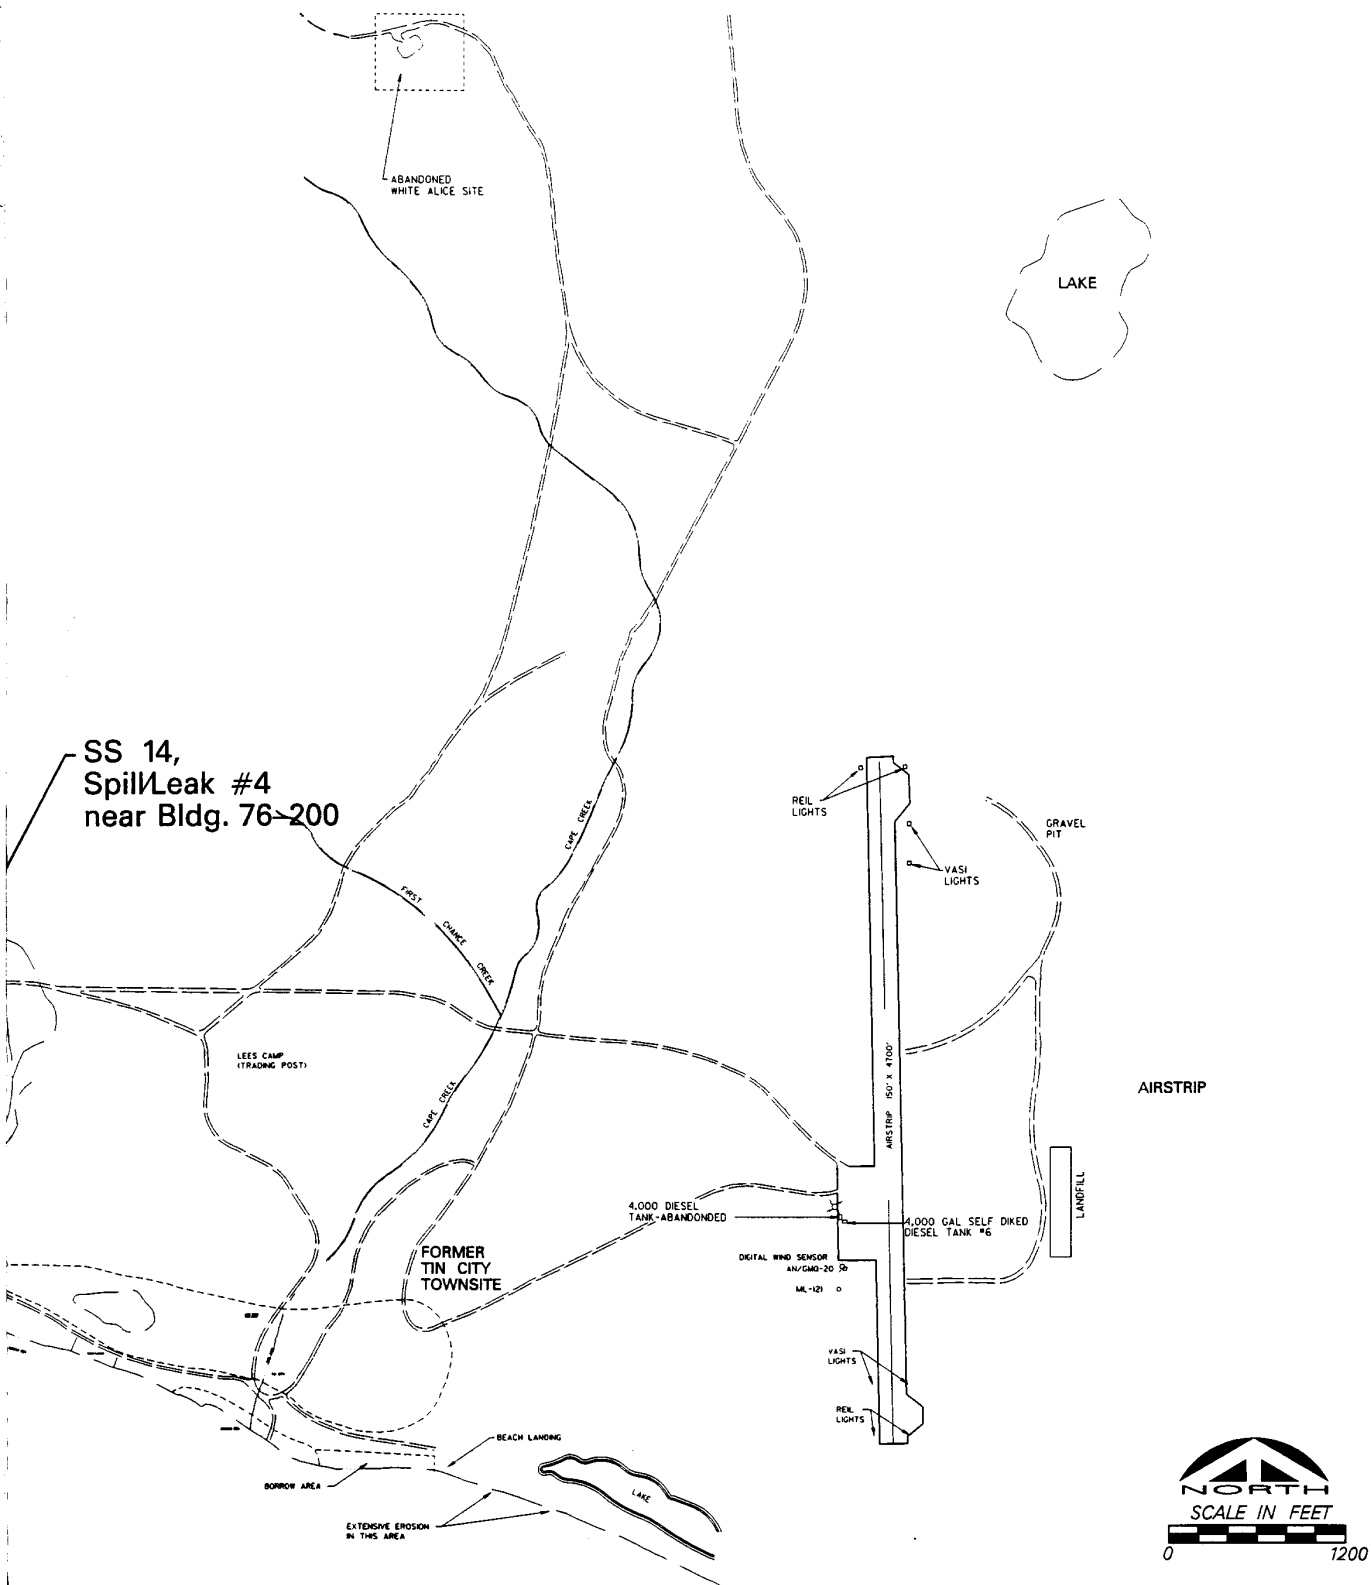 ABANDONED
WHITE ALICE SITE
LAKE
SS 14,
Spill/Leak #4
near Bldg. 76-200
REIL
LIGHTS
GRAVEL
PIT
CAPE CREEK
VASI
LIGHTS
FIRST CHANCE CREEK
LEES CAMP
(TRADING POST)
AIRSTRIP 150' X 4700'
AIRSTRIP
CAPE CREEK
LANDFILL
4,000 DIESEL
TANK-ABANDONDED
4,000 GAL SELF DIKED
DIESEL TANK #6
FORMER
TIN CITY
TOWNSITE
DIGITAL WIND SENSOR
AN/GMQ-20
ML-121
VASI
LIGHTS
REIL
LIGHTS
BEACH LANDING
BORROW AREA
LAKE
EXTENSIVE EROSION
IN THIS AREA
NORTH
SCALE IN FEET
0 1200